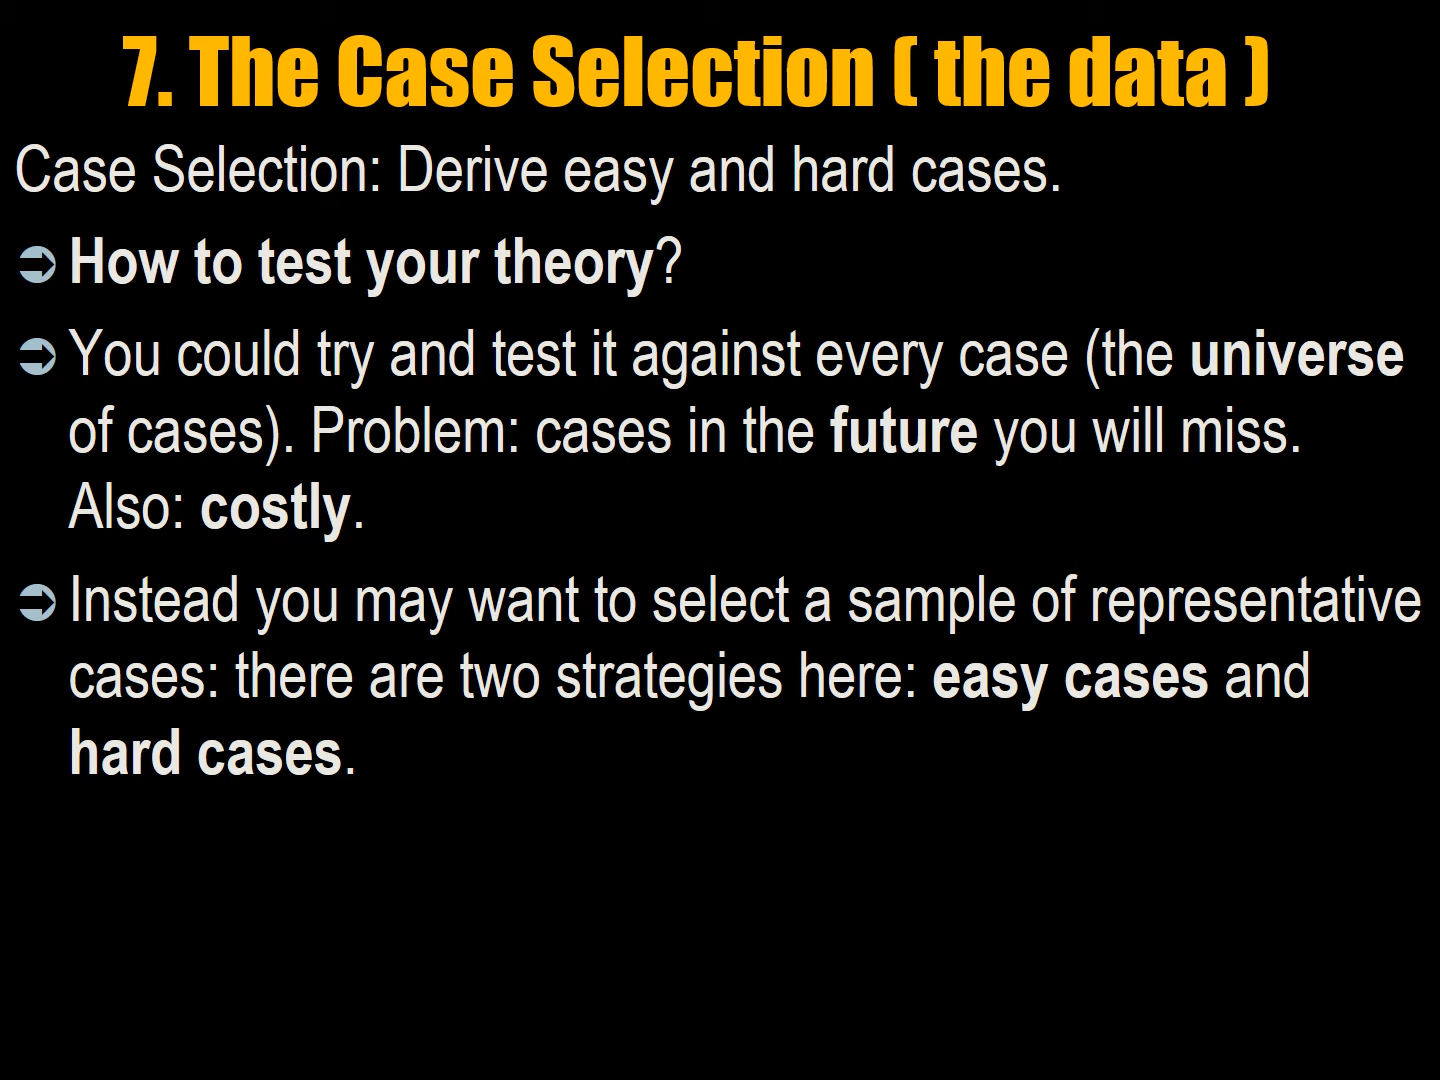 7. The Case Selection ( the data )
Case Selection: Derive easy and hard cases.
➲ How to test your theory?
➲ You could try and test it against every case (the universe
of cases). Problem: cases in the future you will miss.
Also: costly.
➲ Instead you may want to select a sample of representative
cases: there are two strategies here: easy cases and
hard cases.